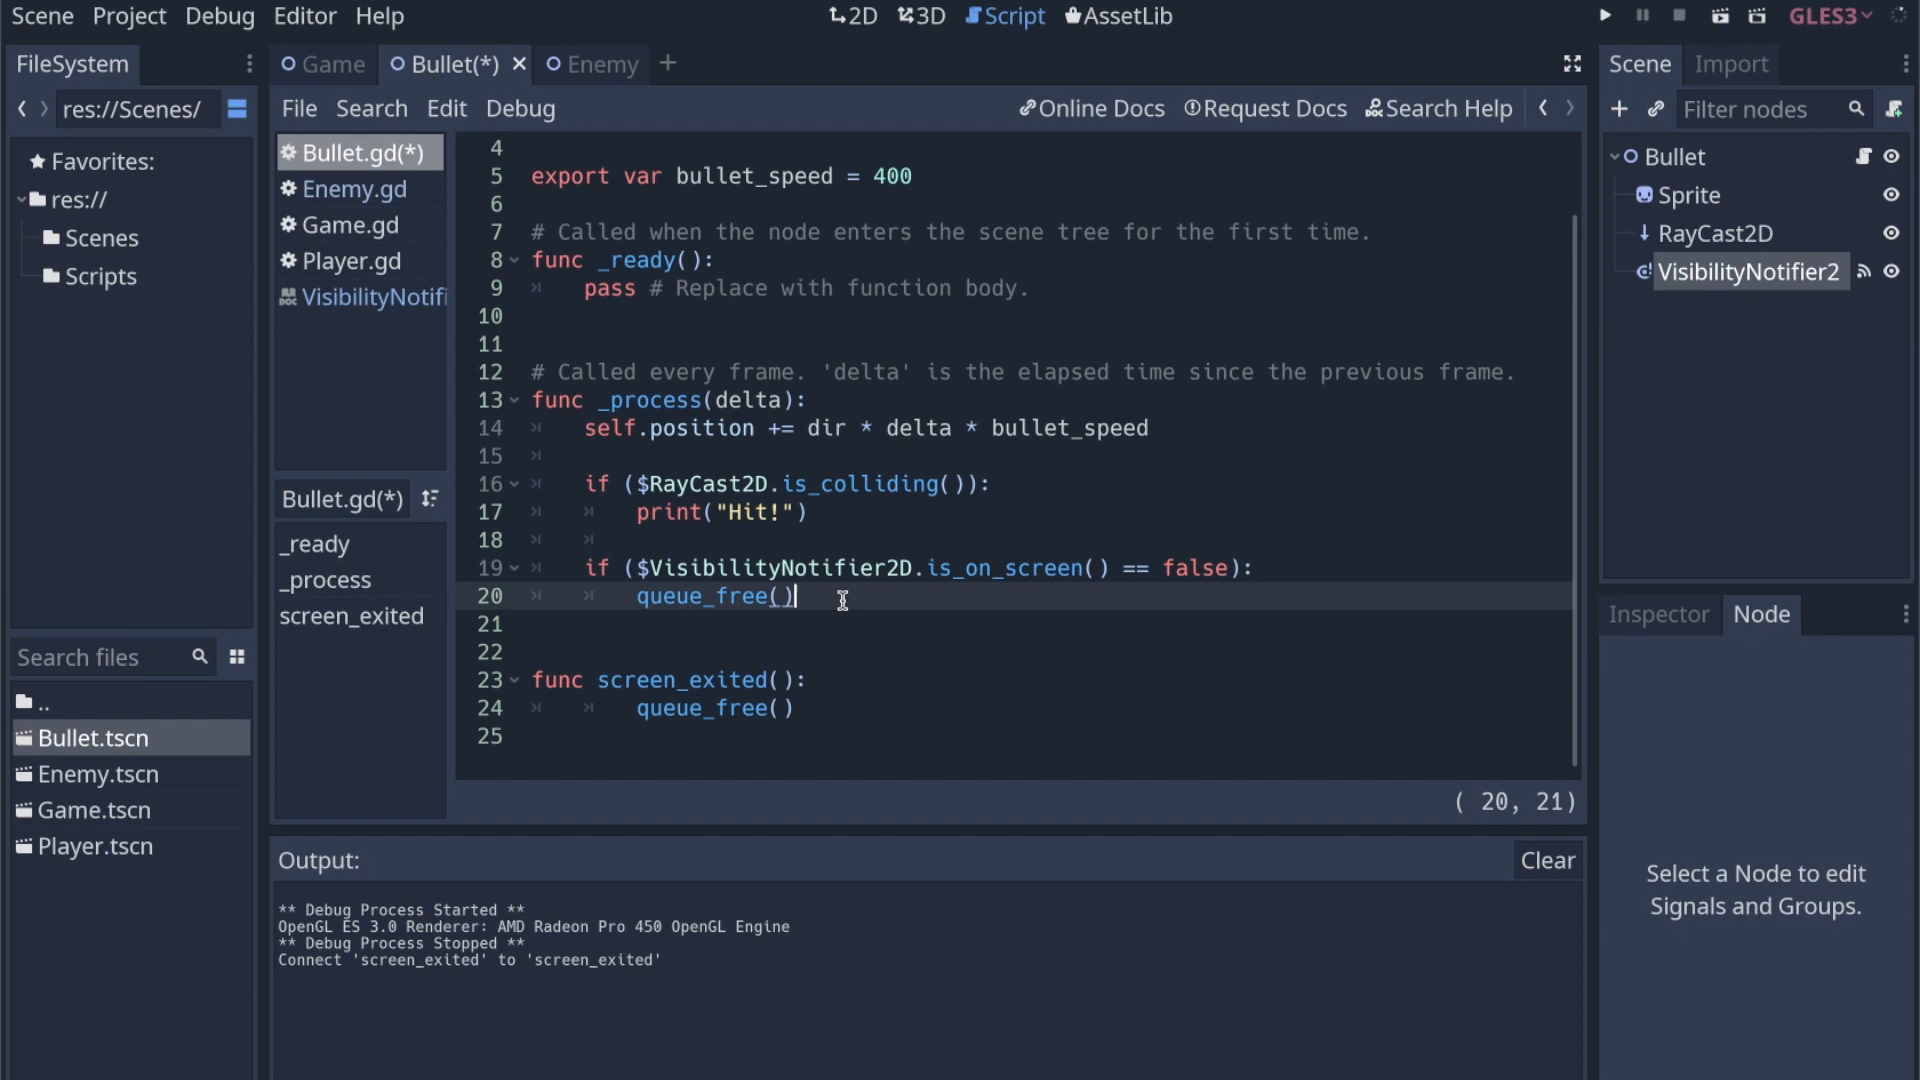 Scene Project Debug Editor Help
2D 3D Script AssetLib
GLES3
FileSystem
res://Scenes/
Favorites:
res://
Scenes
Scripts
Search files
..
Bullet.tscn
Enemy.tscn
Game.tscn
Player.tscn
Game Bullet(*) Enemy
File Search Edit Debug
Online Docs Request Docs Search Help
Bullet.gd(*)
Enemy.gd
Game.gd
Player.gd
VisibilityNotifi
Bullet.gd(*)
_ready
_process
screen_exited
4
5 export var bullet_speed = 400
6
7 # Called when the node enters the scene tree for the first time.
8 func _ready():
9 pass # Replace with function body.
10
11
12 # Called every frame. 'delta' is the elapsed time since the previous frame.
13 func _process(delta):
14 self.position += dir * delta * bullet_speed
15
16 if ($RayCast2D.is_colliding()):
17 print("Hit!")
18
19 if ($VisibilityNotifier2D.is_on_screen() == false):
20 queue_free()
21
22
23 func screen_exited():
24 queue_free()
25
( 20, 21)
Output:
Clear
** Debug Process Started **
OpenGL ES 3.0 Renderer: AMD Radeon Pro 450 OpenGL Engine
** Debug Process Stopped **
Connect 'screen_exited' to 'screen_exited'
Scene Import
Filter nodes
Bullet
Sprite
RayCast2D
VisibilityNotifier2
Inspector Node
Select a Node to edit
Signals and Groups.